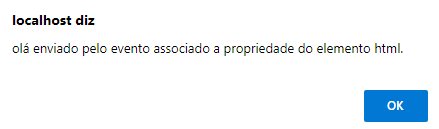 localhost diz
olá enviado pelo evento associado a propriedade do elemento html.
OK